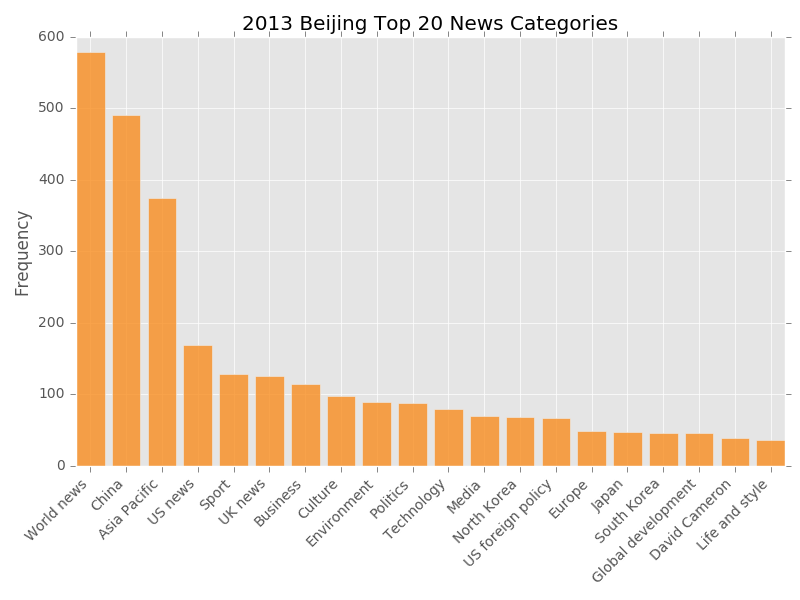 2013 Beijing Top 20 News Categories
600
500
400
300
200
100
0
Frequency
World news
China
Asia Pacific
US news
Sport
UK news
Business
Culture
Environment
Politics
Technology
Media
North Korea
US foreign policy
Europe
Japan
South Korea
Global development
David Cameron
Life and style